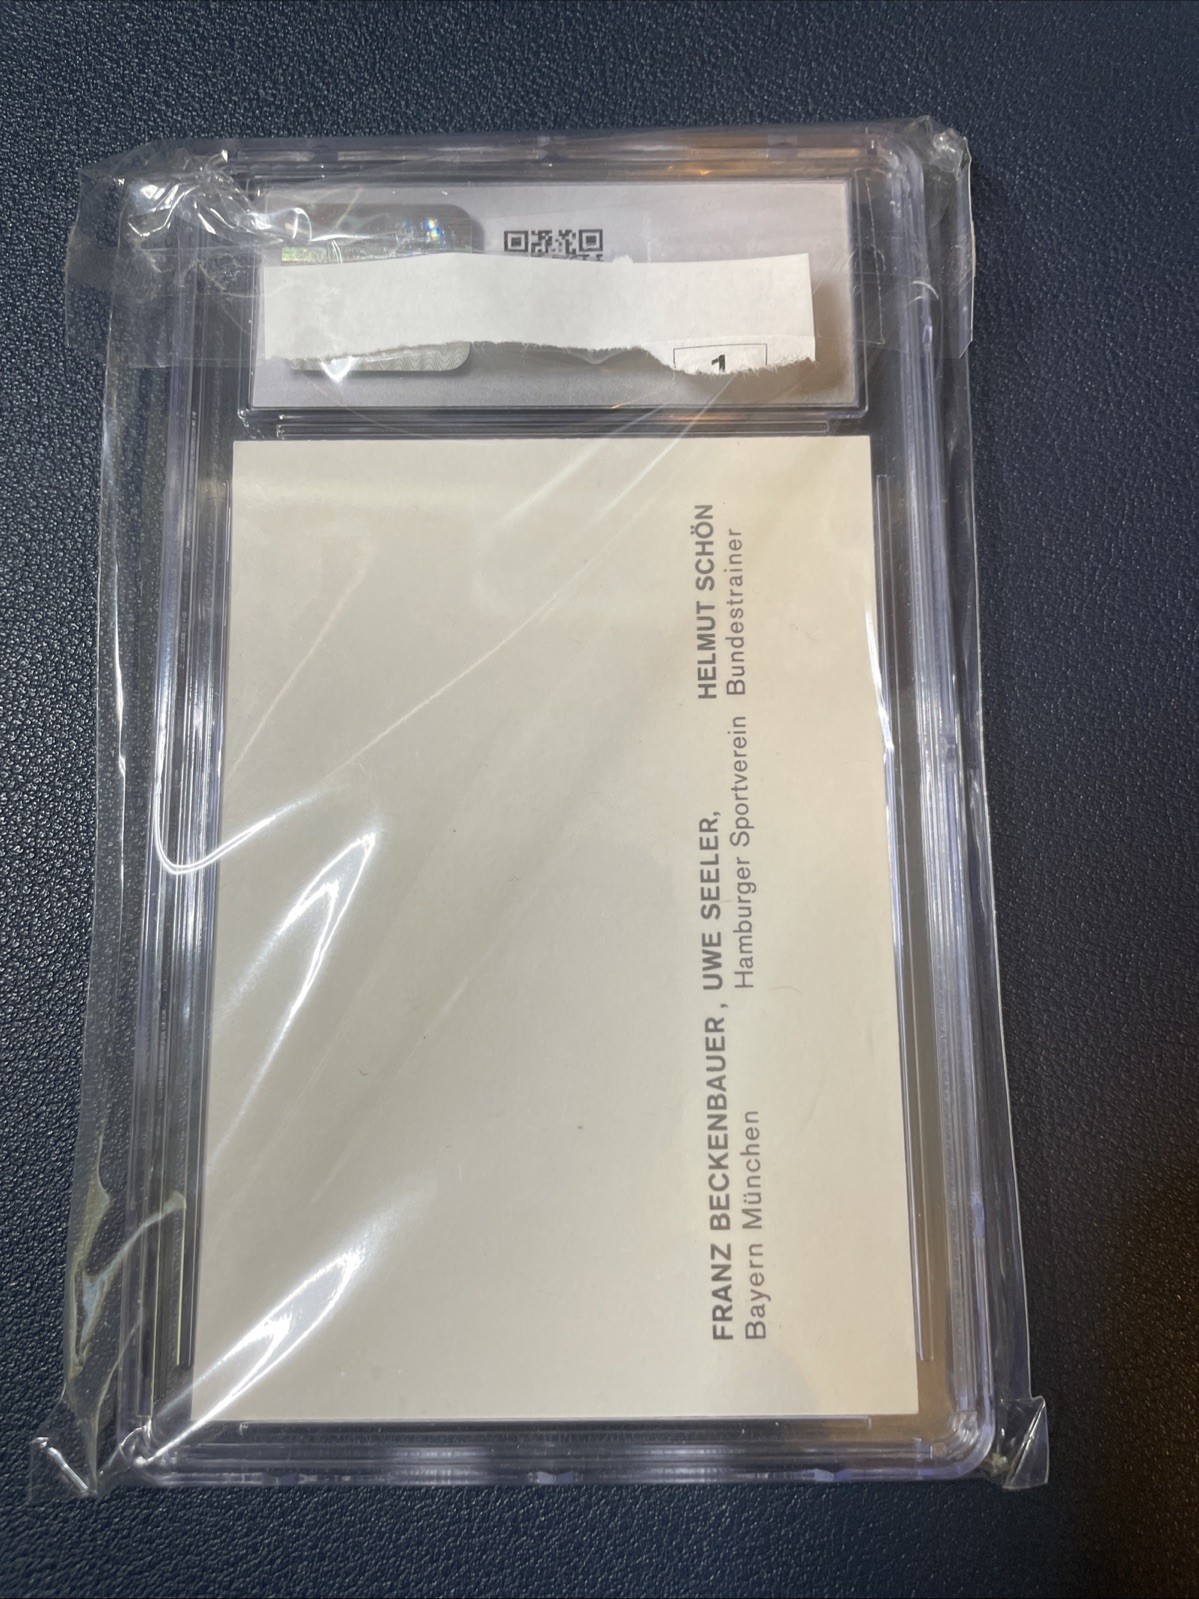 1
FRANZ BECKENBAUER, UWE SEELER, HELMUT SCHÖN
Bayern München Hamburger Sportverein Bundestrainer